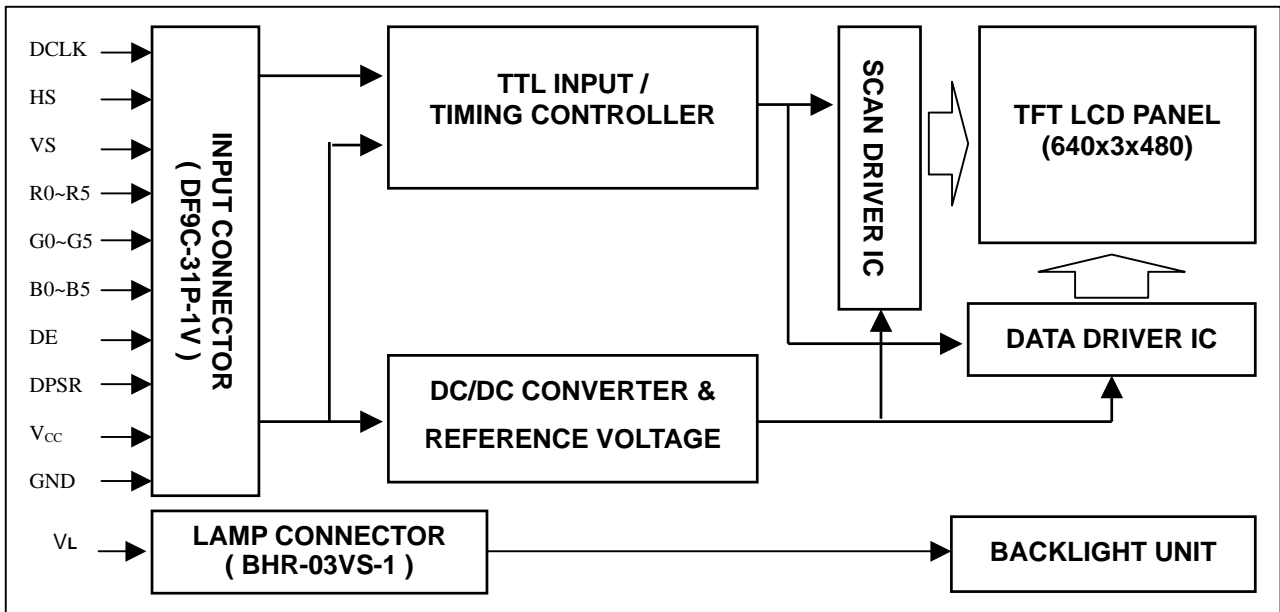 DCLK
HS
VS
R0~R5
G0~G5
B0~B5
DE
DPSR
VCC
GND
VL
INPUT CONNECTOR
( DF9C-31P-1V )
TTL INPUT /
TIMING CONTROLLER
SCAN DRIVER IC
TFT LCD PANEL
(640x3x480)
DATA DRIVER IC
DC/DC CONVERTER &
REFERENCE VOLTAGE
LAMP CONNECTOR
( BHR-03VS-1 )
BACKLIGHT UNIT